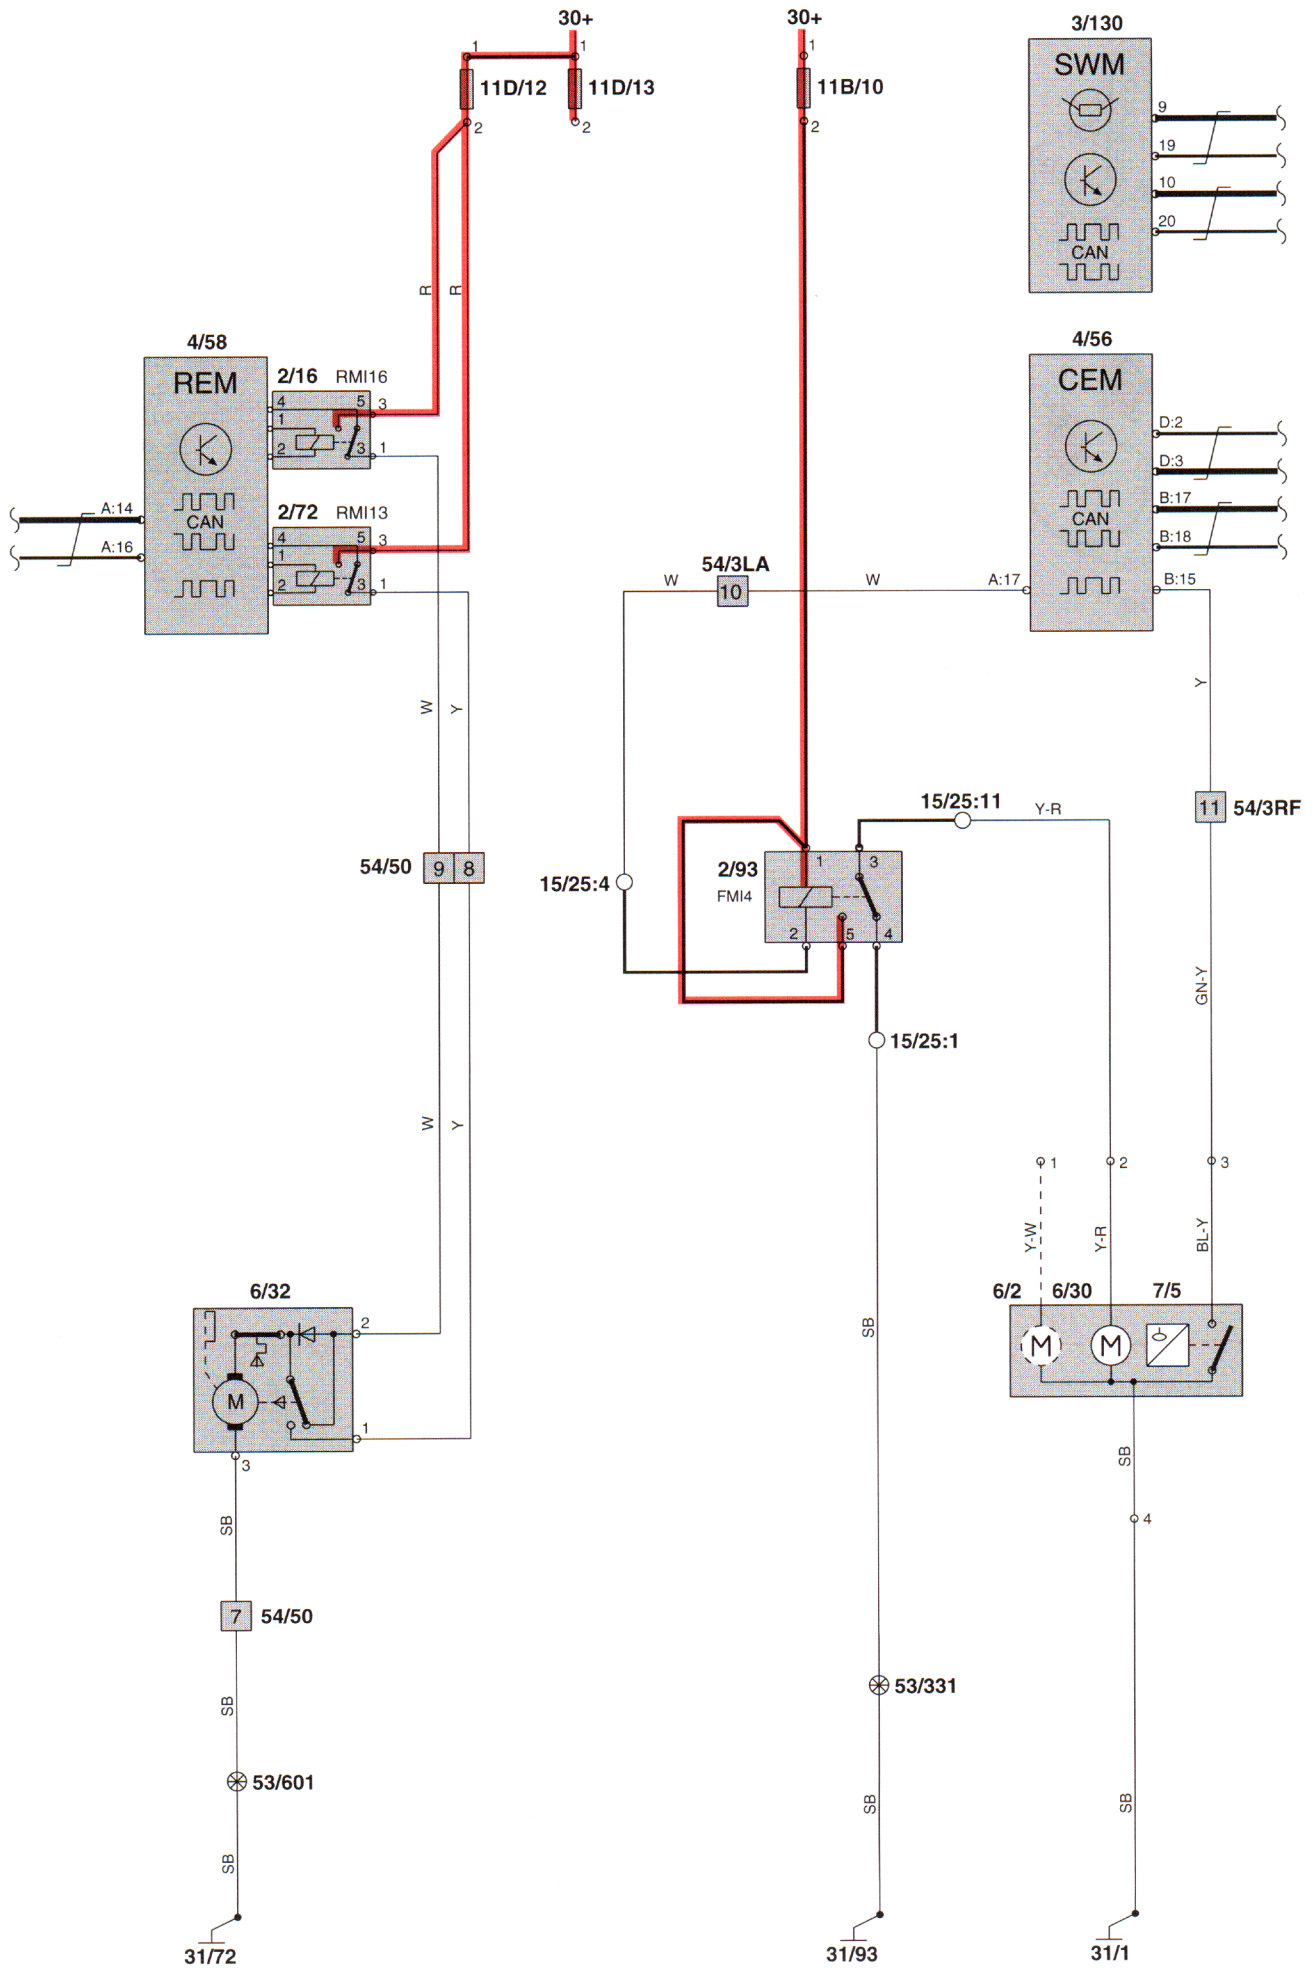 30+
30+
3/130
1
1
1
SWM
11D/12
11D/13
11B/10
9
2
2
2
19
10
20
CAN
R
R
4/58
4/56
REM
2/16
RMI16
CEM
4
5
3
1
2
3
1
D:2
D:3
A:14
CAN
2/72
RMI13
B:17
CAN
B:18
A:16
4
5
3
1
2
3
1
54/3LA
W
10
W
A:17
B:15
Y
W
Y
15/25:11
Y-R
11
54/3RF
54/50
9
8
15/25:4
2/93
FMI4
1
3
2
5
4
GN-Y
15/25:1
W
Y
1
2
3
Y-W
Y-R
BL-Y
6/32
6/2
6/30
7/5
2
SB
M
M
M
1
3
SB
SB
4
7
54/50
53/331
SB
53/601
SB
SB
SB
31/72
31/93
31/1